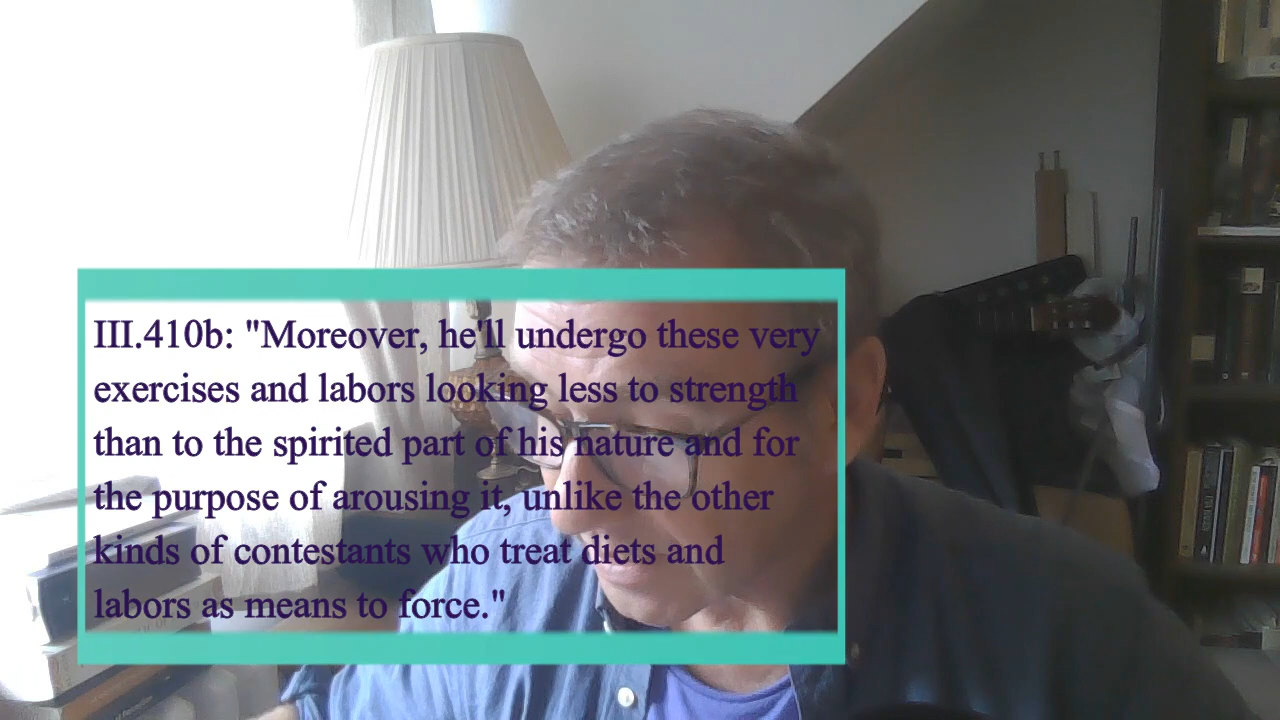 III.410b: "Moreover, he'll undergo these very
exercises and labors looking less to strength
than to the spirited part of his nature and for
the purpose of arousing it, unlike the other
kinds of contestants who treat diets and
labors as means to force."